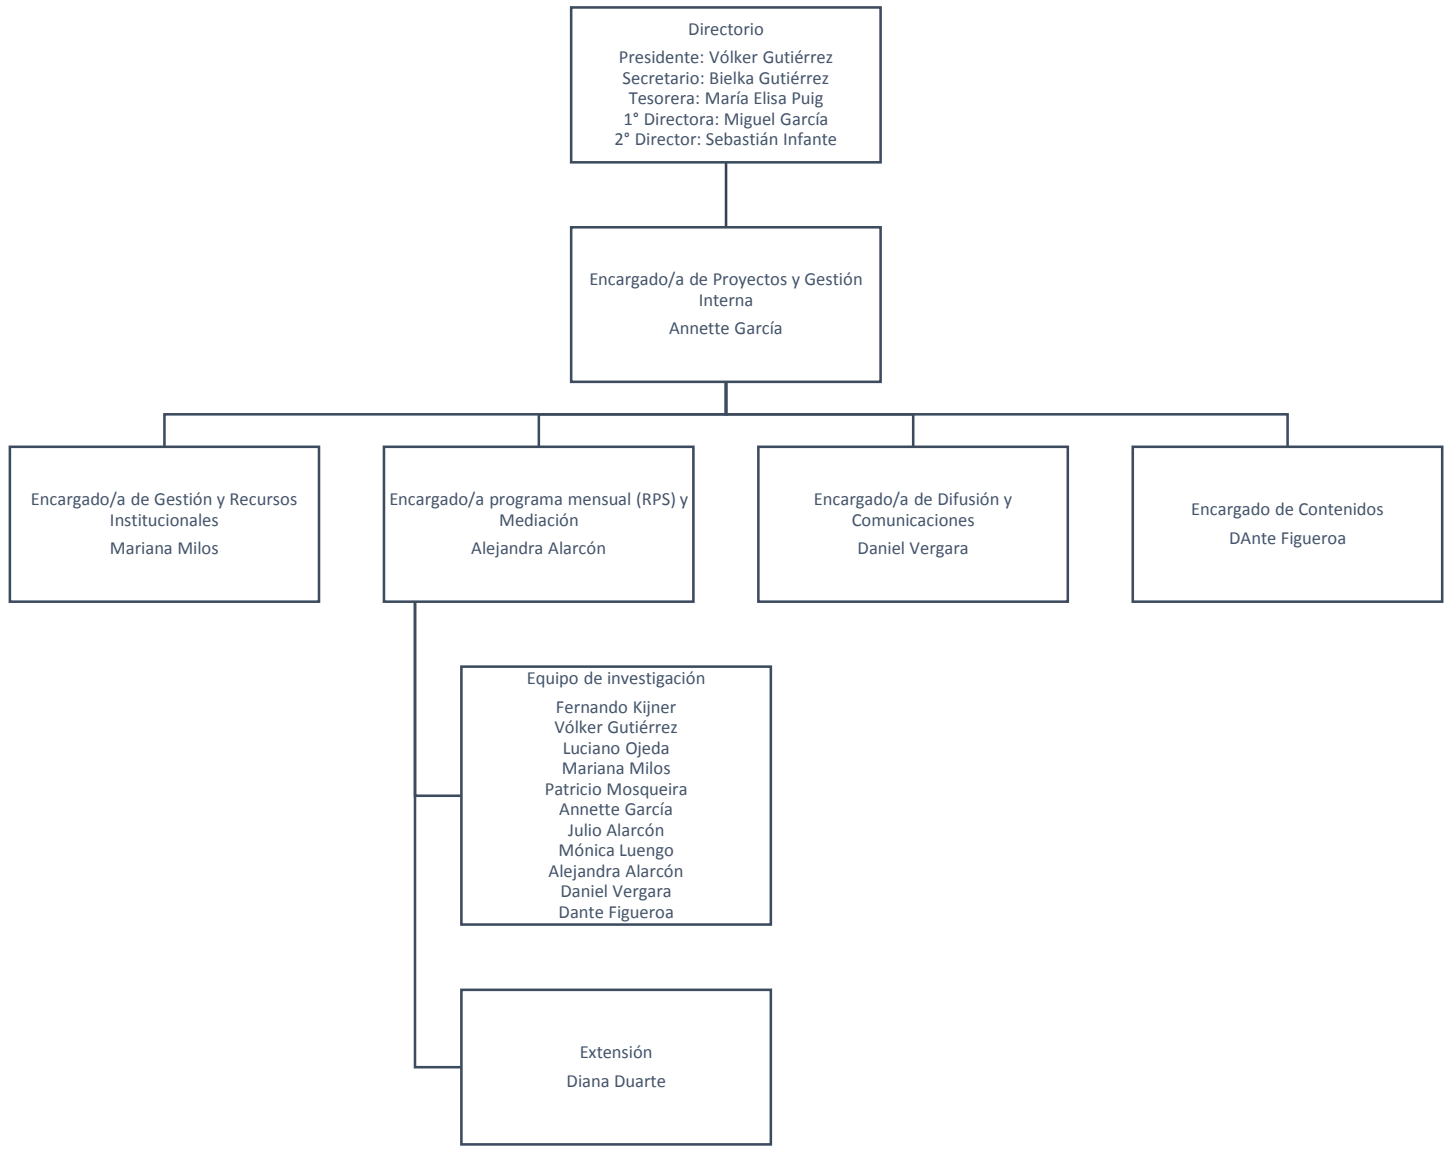 Directorio
Presidente: Vólker Gutiérrez
Secretario: Bielka Gutiérrez
Tesorera: María Elisa Puig
1° Directora: Miguel García
2° Director: Sebastián Infante
Encargado/a de Proyectos y Gestión
Interna
Annette García
Encargado/a de Gestión y Recursos
Institucionales
Mariana Milos
Encargado/a programa mensual (RPS) y
Mediación
Alejandra Alarcón
Encargado/a de Difusión y
Comunicaciones
Daniel Vergara
Encargado de Contenidos
DAnte Figueroa
Equipo de investigación
Fernando Kijner
Vólker Gutiérrez
Luciano Ojeda
Mariana Milos
Patricio Mosqueira
Annette García
Julio Alarcón
Mónica Luengo
Alejandra Alarcón
Daniel Vergara
Dante Figueroa
Extensión
Diana Duarte